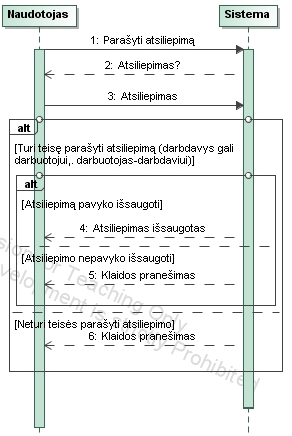 Naudotojas
Sistema
1: Parašyti atsiliepimą
2: Atsiliepimas?
3: Atsiliepimas
alt
[Turi teisę parašyti atsiliepimą (darbdavys gali
darbuotojui,. darbuotojas-darbdaviui)]
alt
[Atsiliepimą pavyko išsaugoti]
4: Atsiliepimas išsaugotas
[Atsiliepimo nepavyko išsaugoti]
5: Klaidos pranešimas
[Neturi teisės parašyti atsiliepimo]
6: Klaidos pranešimas
for Teaching Only
velopment is strictly Prohibited